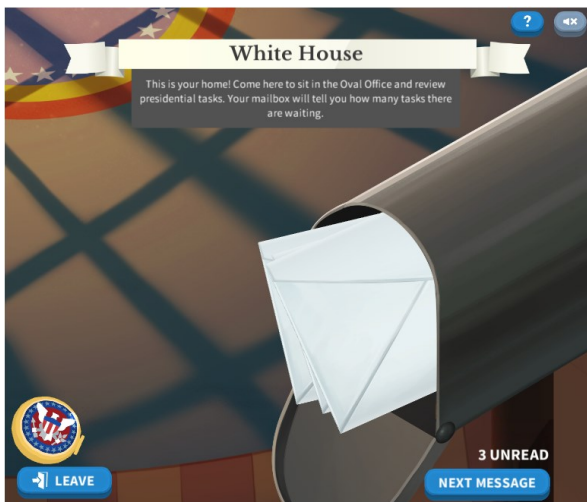 ?
White House
This is your home! Come here to sit in the Oval Office and review
presidential tasks. Your mailbox will tell you how many tasks there
are waiting.
3 UNREAD
LEAVE
NEXT MESSAGE